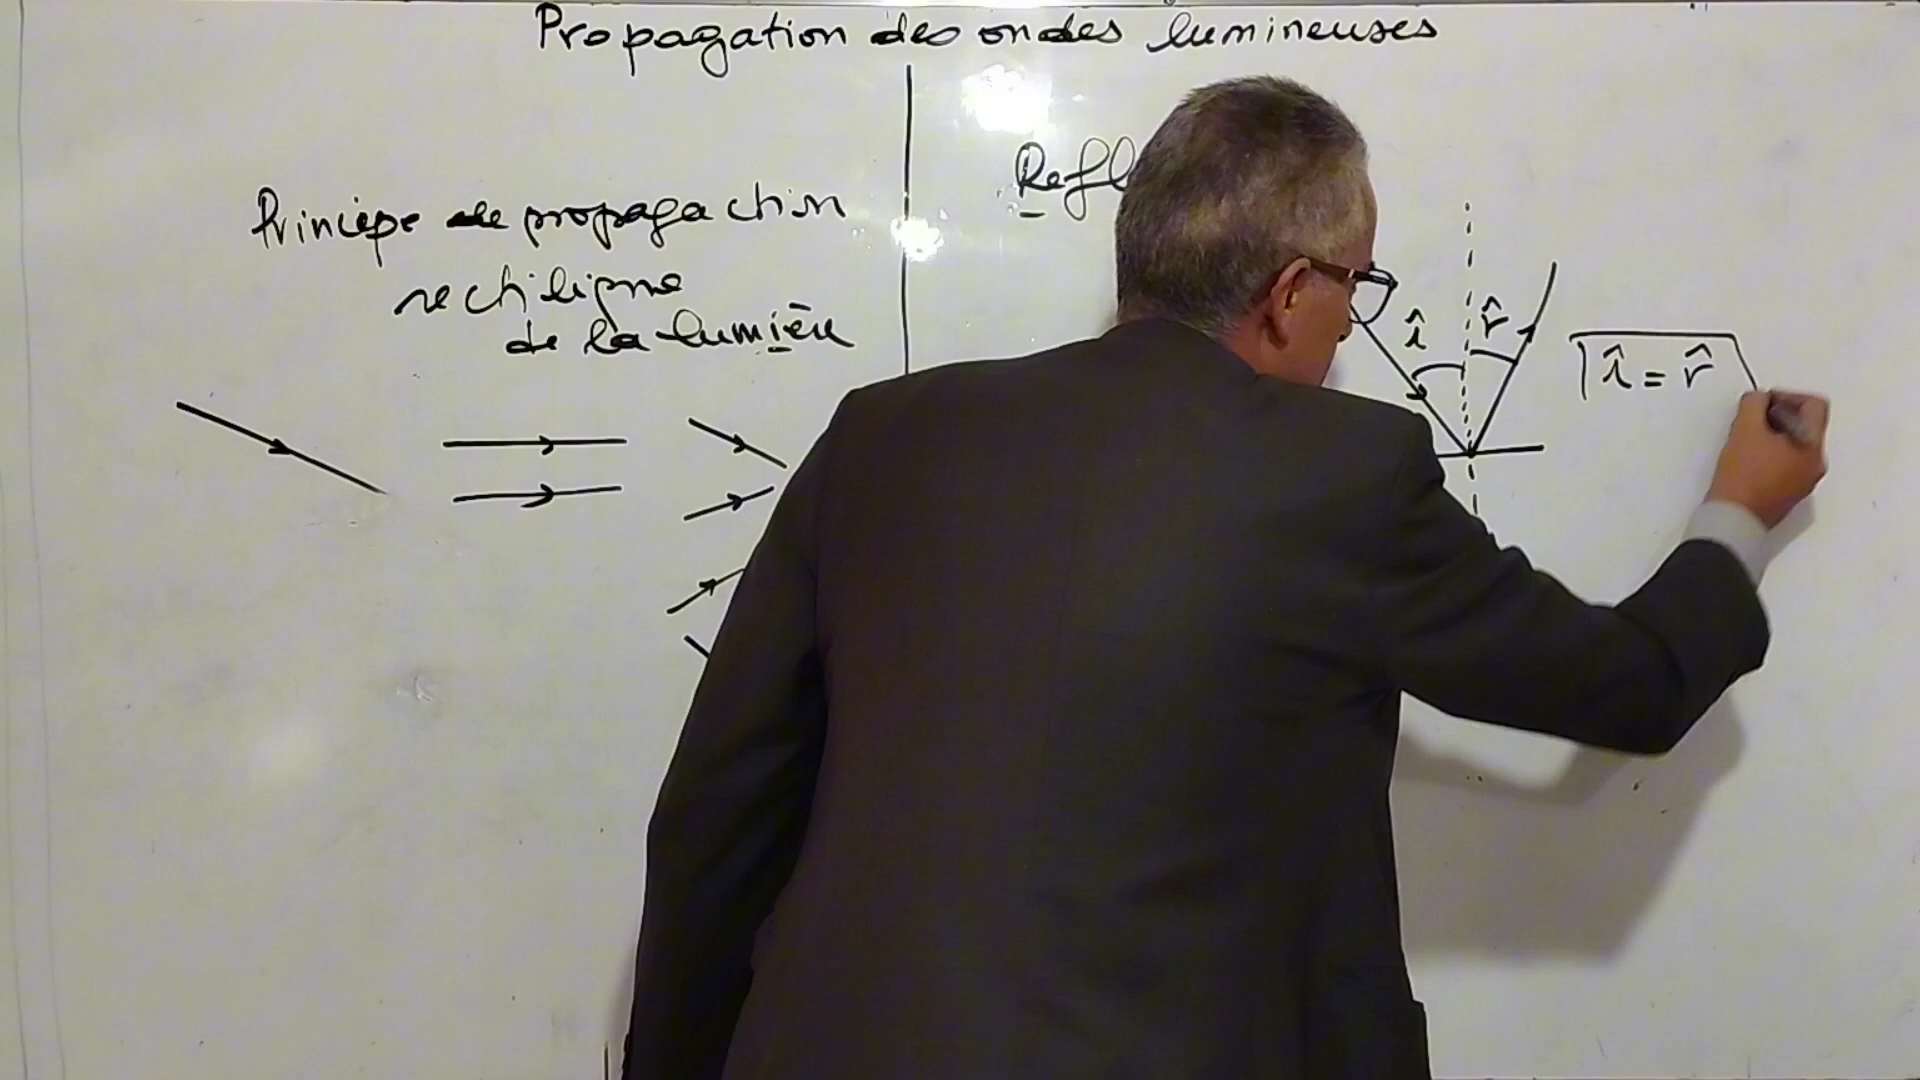 Propagation des ondes lumineuses
Principe de propagation
rectiligne
de la lumière
Refl
î
r̂
î = r̂